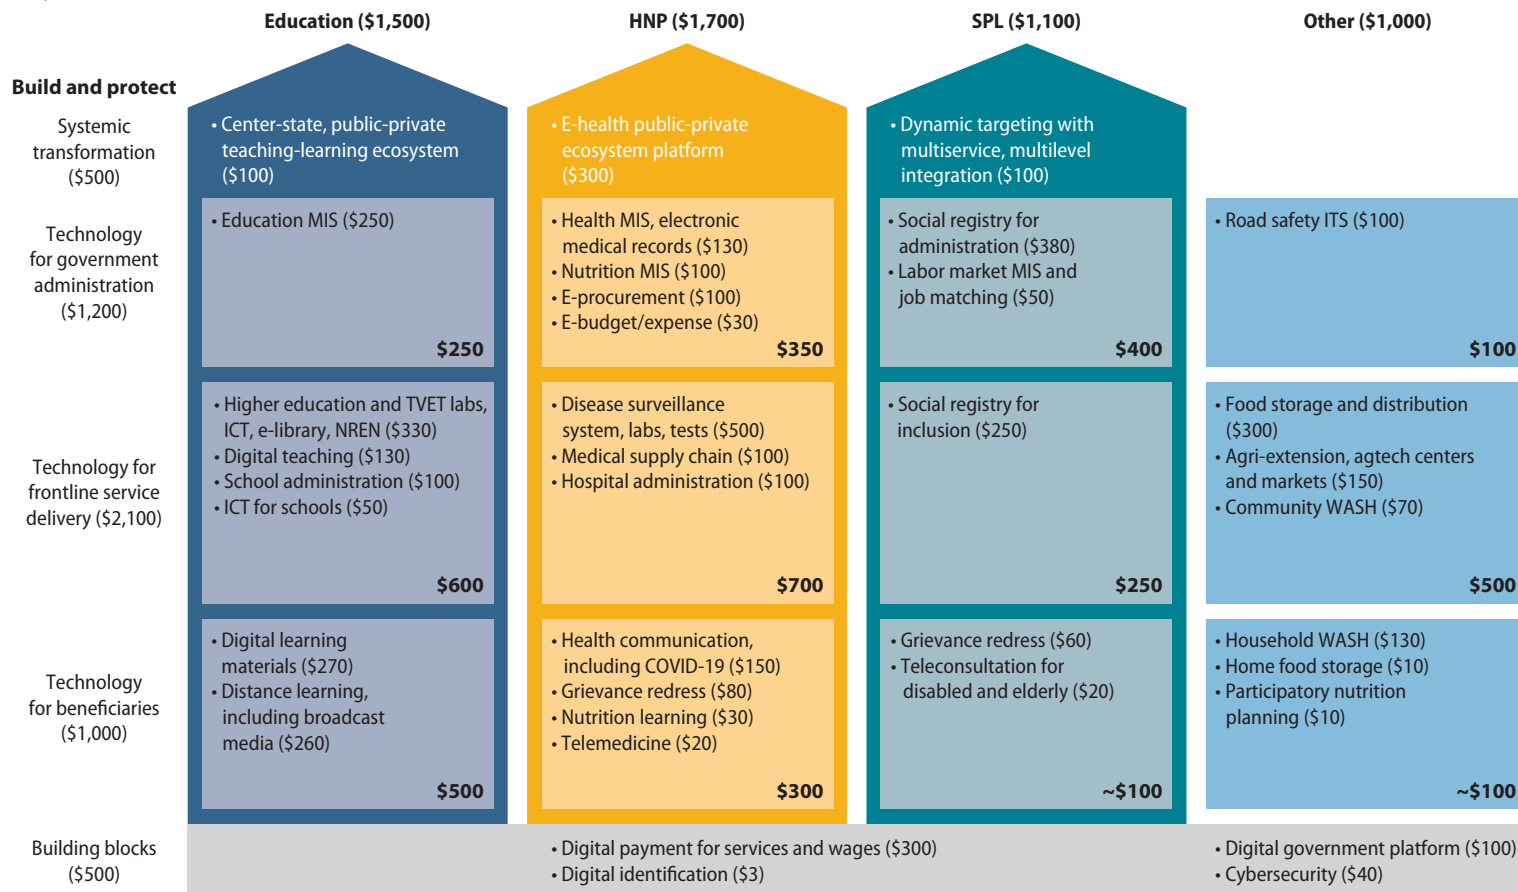 Education ($1,500)
HNP ($1,700)
SPL ($1,100)
Other ($1,000)
Build and protect
Systemic
transformation
($500)
• Center-state, public-private
teaching-learning ecosystem
($100)
• E-health public-private
ecosystem platform
($300)
• Dynamic targeting with
multiservice, multilevel
integration ($100)
Technology
for government
administration
($1,200)
• Education MIS ($250)
$250
• Health MIS, electronic
medical records ($130)
• Nutrition MIS ($100)
• E-procurement ($100)
• E-budget/expense ($30)
$350
• Social registry for
administration ($380)
• Labor market MIS and
job matching ($50)
$400
• Road safety ITS ($100)
$100
Technology for
frontline service
delivery ($2,100)
• Higher education and TVET labs,
ICT, e-library, NREN ($330)
• Digital teaching ($130)
• School administration ($100)
• ICT for schools ($50)
$600
• Disease surveillance
system, labs, tests ($500)
• Medical supply chain ($100)
• Hospital administration ($100)
$700
• Social registry for
inclusion ($250)
$250
• Food storage and distribution
($300)
• Agri-extension, agtech centers
and markets ($150)
• Community WASH ($70)
$500
Technology
for beneficiaries
($1,000)
• Digital learning
materials ($270)
• Distance learning,
including broadcast
media ($260)
$500
• Health communication,
including COVID-19 ($150)
• Grievance redress ($80)
• Nutrition learning ($30)
• Telemedicine ($20)
$300
• Grievance redress ($60)
• Teleconsultation for
disabled and elderly ($20)
~$100
• Household WASH ($130)
• Home food storage ($10)
• Participatory nutrition
planning ($10)
~$100
Building blocks
($500)
• Digital payment for services and wages ($300)
• Digital identification ($3)
• Digital government platform ($100)
• Cybersecurity ($40)